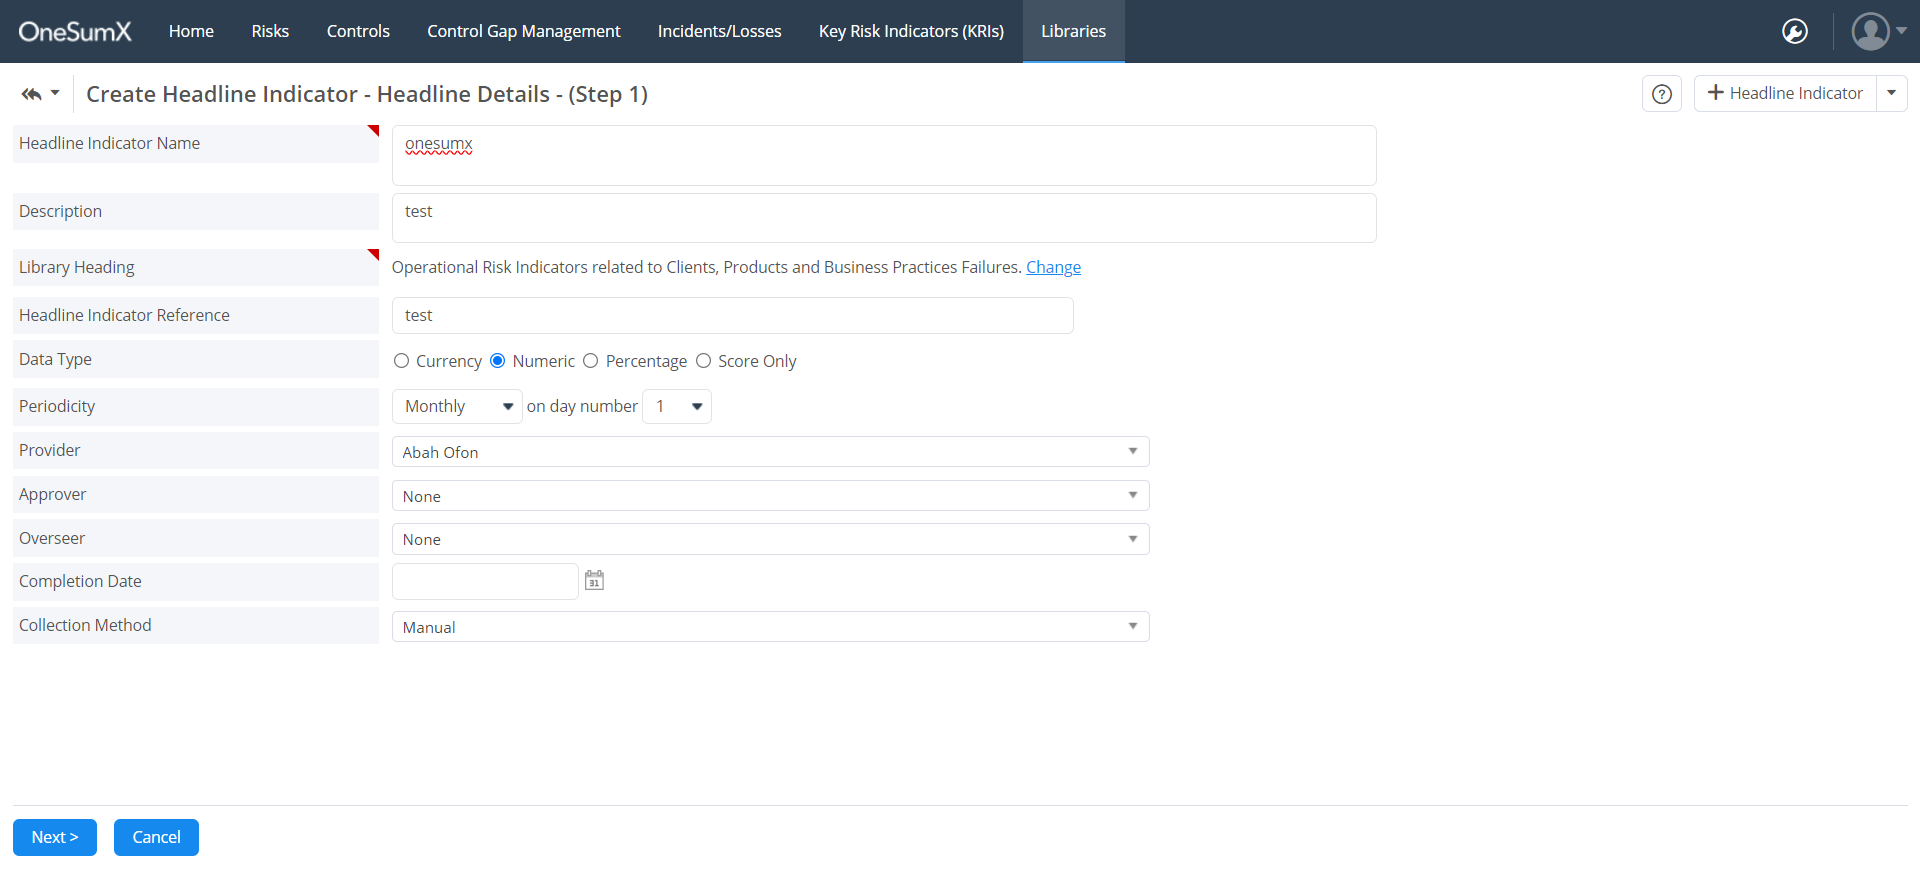 OneSumX Home Risks Controls Control Gap Management Incidents/Losses Key Risk Indicators (KRIs) Libraries
Create Headline Indicator - Headline Details - (Step 1)
? + Headline Indicator
Headline Indicator Name onesumx
Description test
Library Heading Operational Risk Indicators related to Clients, Products and Business Practices Failures. Change
Headline Indicator Reference test
Data Type Currency Numeric Percentage Score Only
Periodicity Monthly on day number 1
Provider Abah Ofon
Approver None
Overseer None
Completion Date 31
Collection Method Manual
Next > Cancel